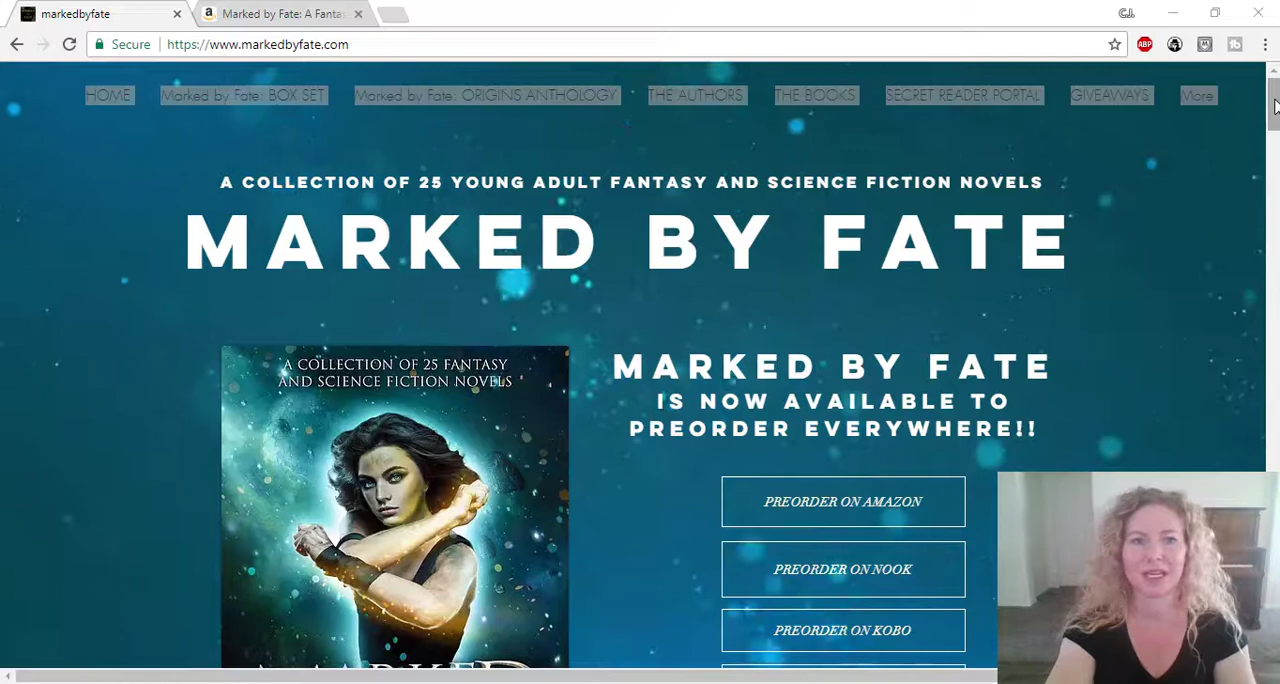 markedbyfate
Marked by Fate: A Fantas
C.J.
Secure
https://www.markedbyfate.com
ABP
HOME
Marked by Fate: BOX SET
Marked by Fate: ORIGINS ANTHOLOGY
THE AUTHORS
THE BOOKS
SECRET READER PORTAL
GIVEAWAYS
More
A COLLECTION OF 25 YOUNG ADULT FANTASY AND SCIENCE FICTION NOVELS
MARKED BY FATE
A COLLECTION OF 25 FANTASY
AND SCIENCE FICTION NOVELS
MARKED BY FATE
IS NOW AVAILABLE TO
PREORDER EVERYWHERE!!
PREORDER ON AMAZON
PREORDER ON NOOK
PREORDER ON KOBO